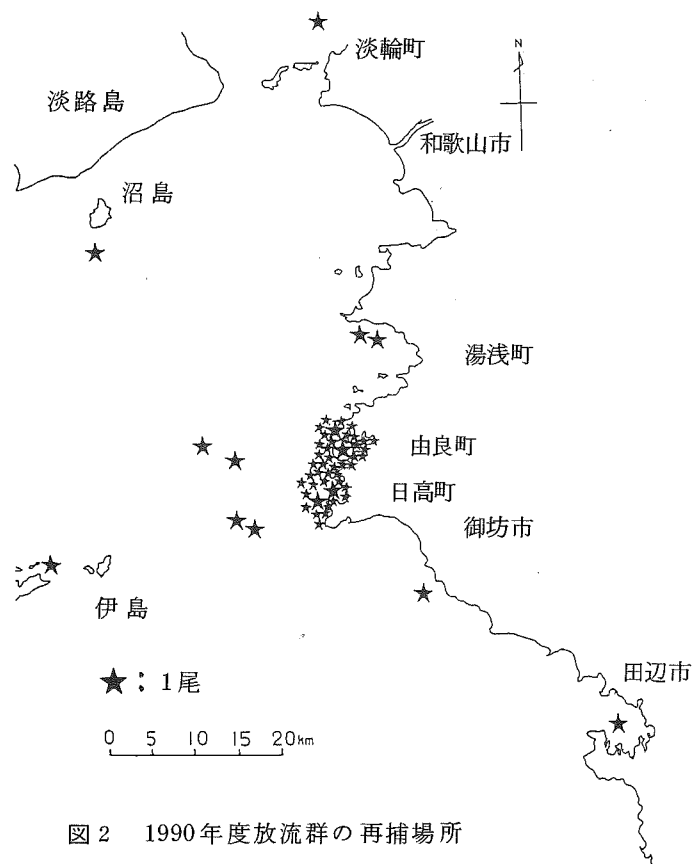 淡輪町
N
淡路島
和歌山市
沼島
湯浅町
由良町
日高町
御坊市
伊島
★：1尾
田辺市
0 5 10 15 20km
図2 1990年度放流群の再捕場所